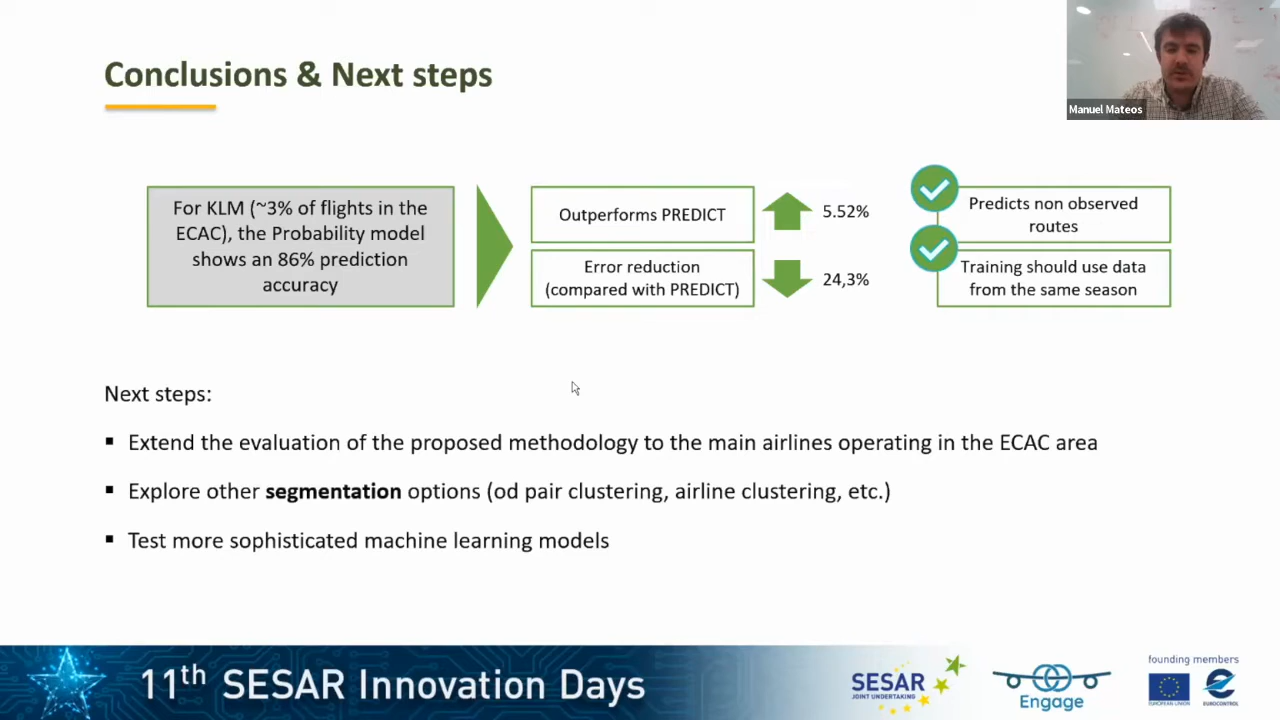 Conclusions & Next steps
Manuel Mateos
For KLM (~3% of flights in the
ECAC), the Probability model
shows an 86% prediction
accuracy
Outperforms PREDICT
5.52%
Error reduction
(compared with PREDICT)
24,3%
Predicts non observed
routes
Training should use data
from the same season
Next steps:
▪ Extend the evaluation of the proposed methodology to the main airlines operating in the ECAC area
▪ Explore other segmentation options (od pair clustering, airline clustering, etc.)
▪ Test more sophisticated machine learning models
11th SESAR Innovation Days
SESAR
JOINT UNDERTAKING
Engage
founding members
EUROPEAN UNION
EUROCONTROL